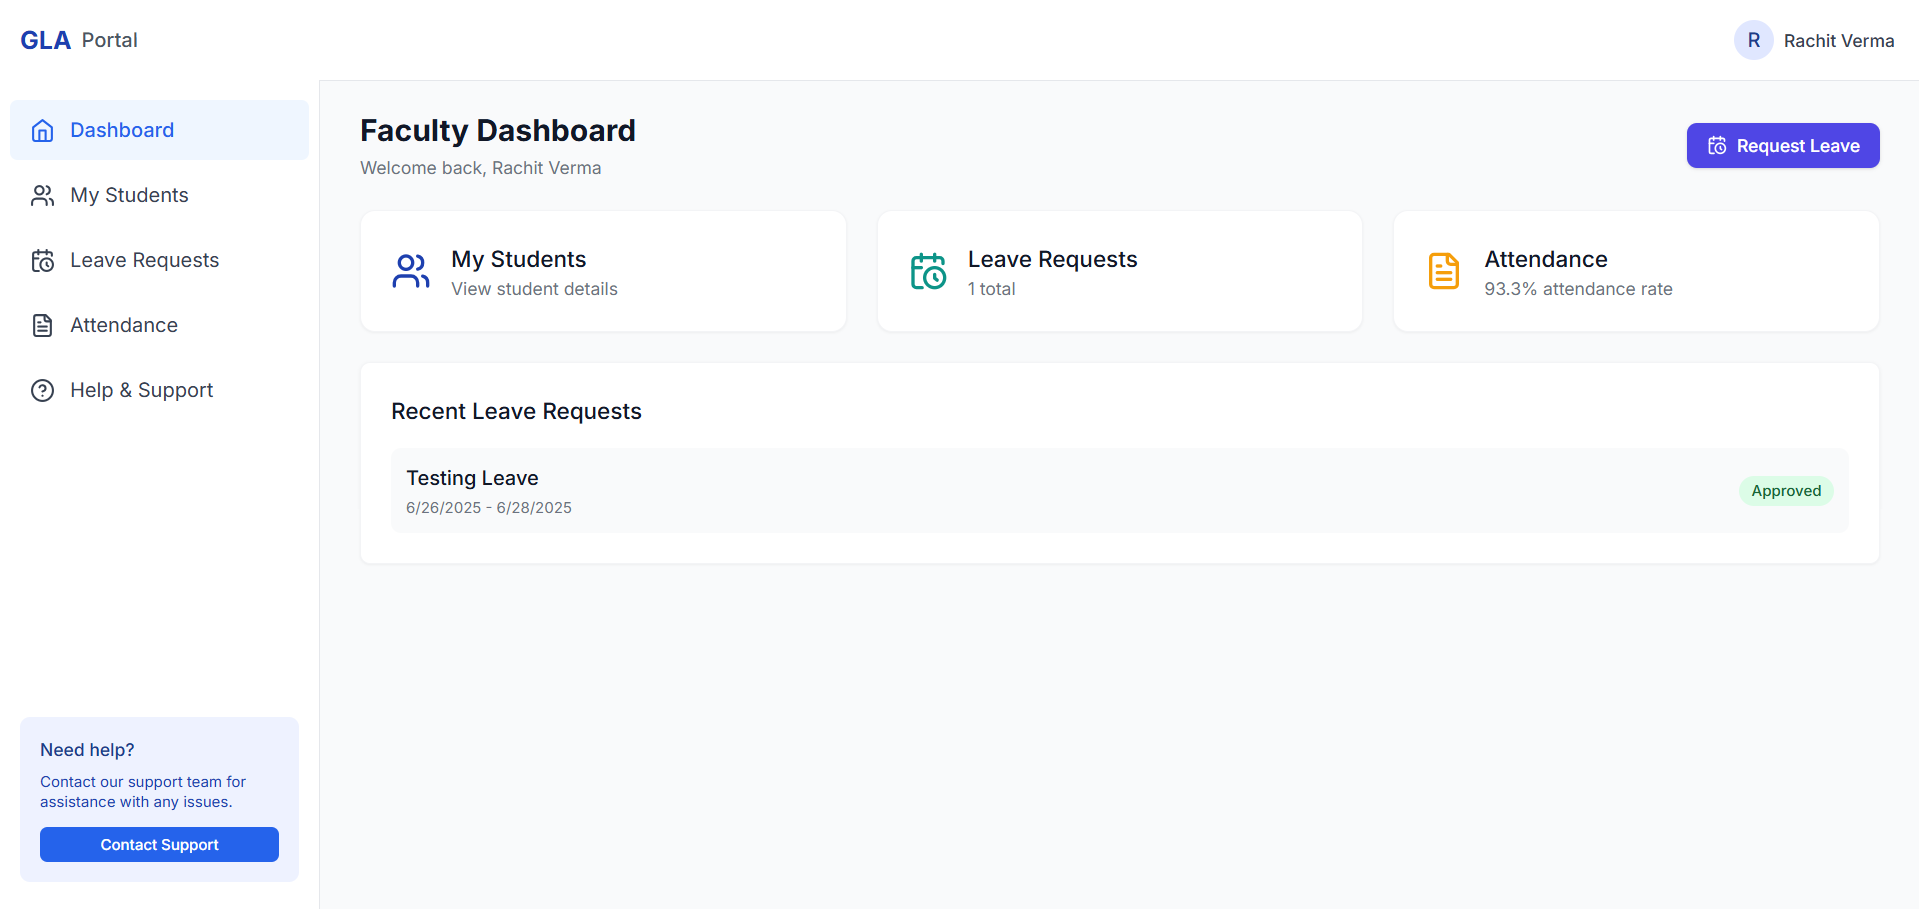 GLA Portal
R Rachit Verma
Dashboard
My Students
Leave Requests
Attendance
Help & Support
Need help?
Contact our support team for
assistance with any issues.
Contact Support
Faculty Dashboard
Welcome back, Rachit Verma
Request Leave
My Students
View student details
Leave Requests
1 total
Attendance
93.3% attendance rate
Recent Leave Requests
Testing Leave
6/26/2025 - 6/28/2025
Approved